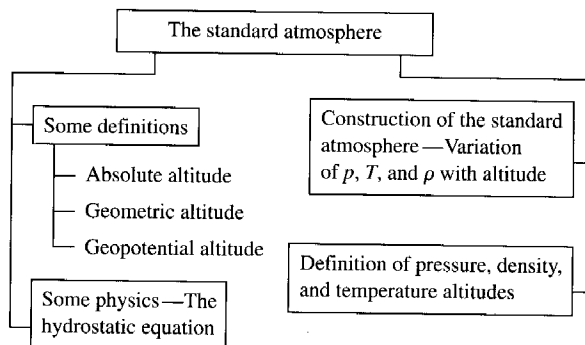 The standard atmosphere
Some definitions
Absolute altitude
Geometric altitude
Geopotential altitude
Some physics—The
hydrostatic equation
Construction of the standard
atmosphere—Variation
of p, T, and ρ with altitude
Definition of pressure, density,
and temperature altitudes